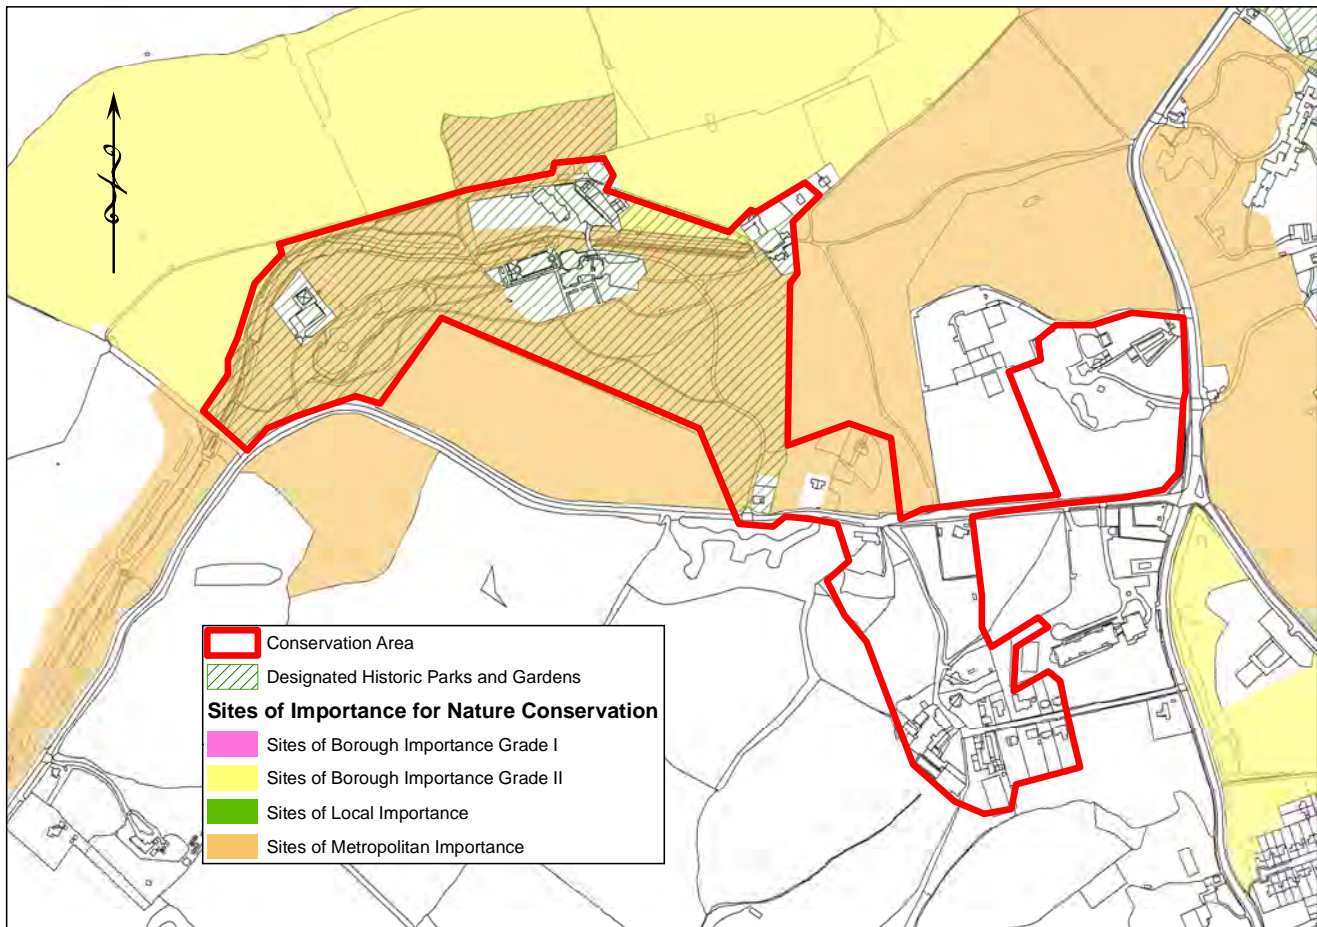 Conservation Area
Designated Historic Parks and Gardens
Sites of Importance for Nature Conservation
Sites of Borough Importance Grade I
Sites of Borough Importance Grade II
Sites of Local Importance
Sites of Metropolitan Importance